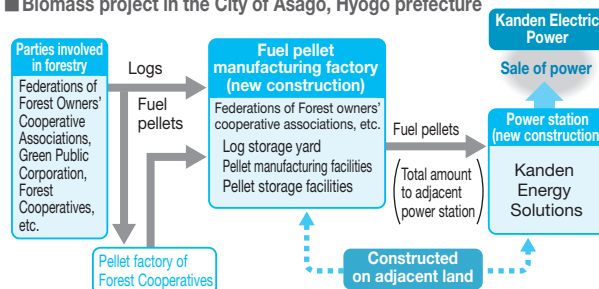 ■Biomass project in the City of Asago, Hyogo prefecture
Kanden Electric
Power
Sale of power
Parties involved
in forestry
Federations of
Forest Owners'
Cooperative
Associations,
Green Public
Corporation,
Forest
Cooperatives,
etc.
Logs
Fuel
pellets
Fuel pellet
manufacturing factory
(new construction)
Federations of Forest owners'
cooperative associations, etc.
Log storage yard
Pellet manufacturing facilities
Pellet storage facilities
Fuel pellets
(Total amount
to adjacent
power station)
Power station
(new construction
Kanden
Energy
Solutions
Pellet factory of
Forest Cooperatives
Constructed
on adjacent land